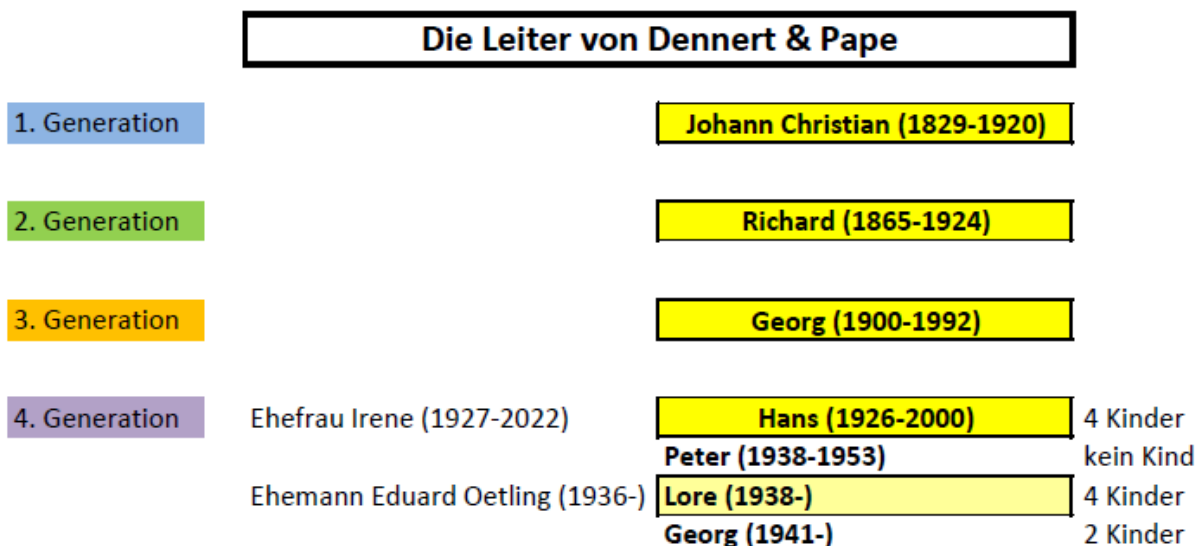 Die Leiter von Dennert & Pape
1. Generation Johann Christian (1829-1920)
2. Generation Richard (1865-1924)
3. Generation Georg (1900-1992)
4. Generation Ehefrau Irene (1927-2022) Hans (1926-2000) 4 Kinder
Peter (1938-1953) kein Kind
Ehemann Eduard Oetling (1936-) Lore (1938-) 4 Kinder
Georg (1941-) 2 Kinder